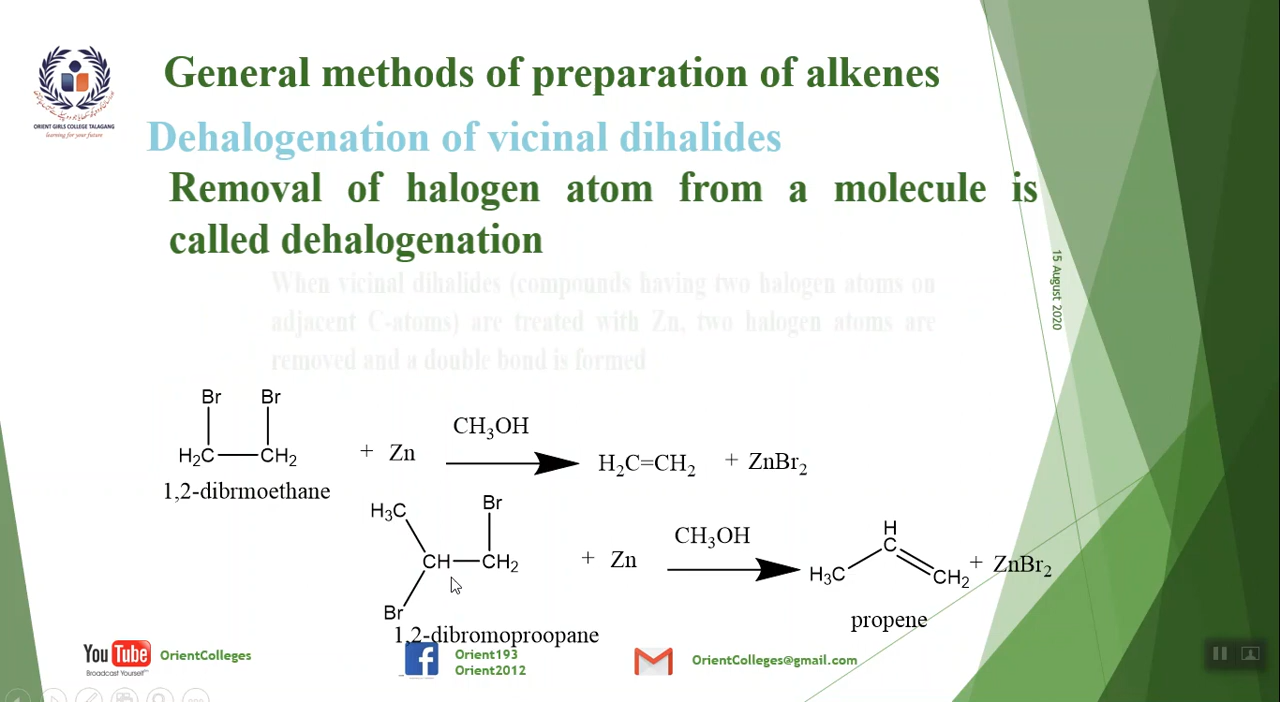 General methods of preparation of alkenes
ORIENT GIRLS COLLEGE TALAGANG
learning for your future
Dehalogenation of vicinal dihalides
Removal of halogen atom from a molecule is
called dehalogenation
15 August 2020
When vicinal dihalides (compounds having two halogen atoms on
adjacent C-atoms) are treated with Zn, two halogen atoms are
removed and a double bond is formed
Br Br
CH₃OH
H₂C CH₂ + Zn H₂C=CH₂ + ZnBr₂
1,2-dibrmoethane
H₃C Br
CH₃OH H
CH CH₂ + Zn H₃C C CH₂ + ZnBr₂
Br
1,2-dibromoproopane propene
YouTube OrientColleges
Broadcast Yourself™
f Orient193
Orient2012
OrientColleges@gmail.com